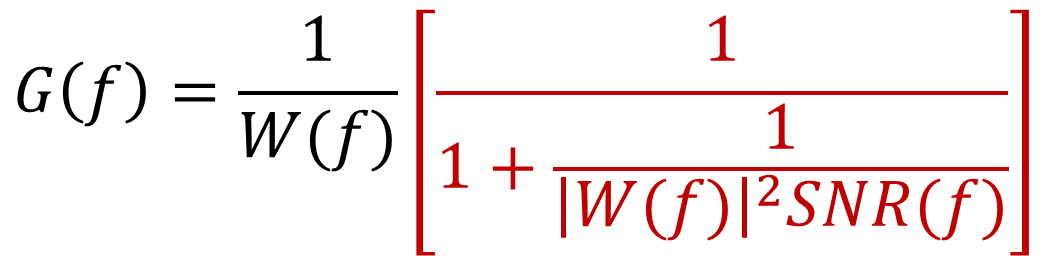 G(f) = 1/W(f) [1/(1 + 1/(|W(f)|²SNR(f)))]